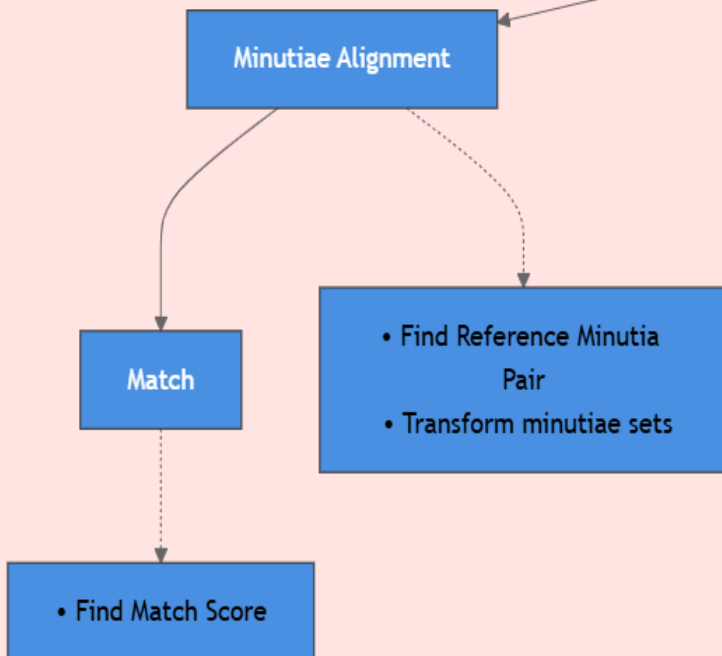 Minutiae Alignment
• Find Reference Minutia
Pair
• Transform minutiae sets
Match
• Find Match Score